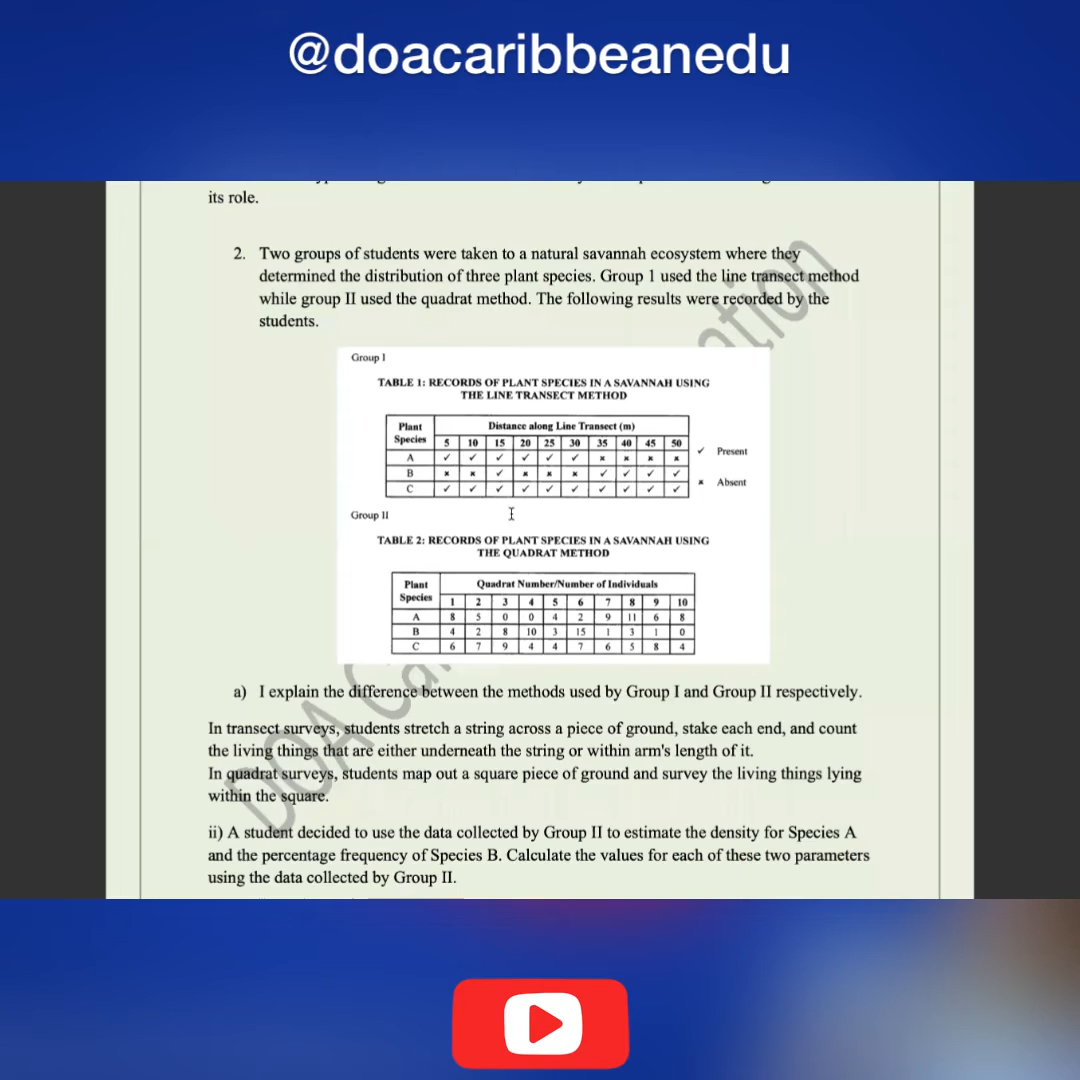 @doacaribbeanedu
its role.
2. Two groups of students were taken to a natural savannah ecosystem where they
determined the distribution of three plant species. Group 1 used the line transect method
while group II used the quadrat method. The following results were recorded by the
students.
Group I
TABLE 1: RECORDS OF PLANT SPECIES IN A SAVANNAH USING
THE LINE TRANSECT METHOD
Plant Species Distance along Line Transect (m)
5 10 15 20 25 30 35 40 45 50
A ✓ ✓ ✓ ✓ ✓ ✓ × × × ×
B × × ✓ × × × ✓ ✓ ✓ ✓
C ✓ ✓ ✓ ✓ ✓ ✓ ✓ ✓ ✓ ✓
✓ Present
× Absent
Group II
TABLE 2: RECORDS OF PLANT SPECIES IN A SAVANNAH USING
THE QUADRAT METHOD
Plant Species Quadrat Number/Number of Individuals
1 2 3 4 5 6 7 8 9 10
A 8 5 0 0 4 2 9 11 6 8
B 4 2 8 10 3 15 1 3 1 0
C 6 7 9 4 4 7 6 5 8 4
a) I explain the difference between the methods used by Group I and Group II respectively.
In transect surveys, students stretch a string across a piece of ground, stake each end, and count
the living things that are either underneath the string or within arm's length of it.
In quadrat surveys, students map out a square piece of ground and survey the living things lying
within the square.
ii) A student decided to use the data collected by Group II to estimate the density for Species A
and the percentage frequency of Species B. Calculate the values for each of these two parameters
using the data collected by Group II.